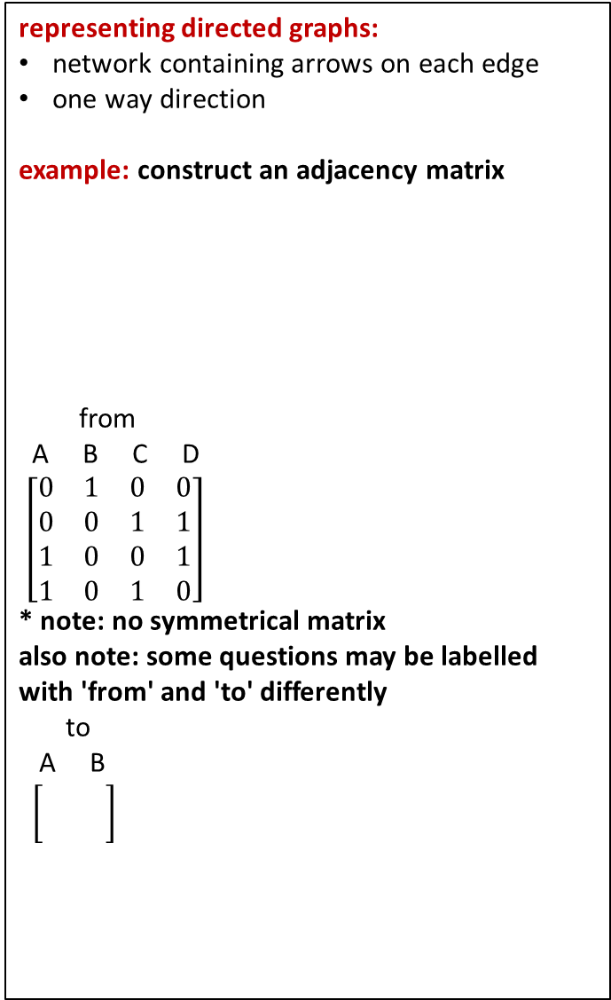 representing directed graphs:
• network containing arrows on each edge
• one way direction
example: construct an adjacency matrix
from
A B C D
[0 1 0 0]
[0 0 1 1]
[1 0 0 1]
[1 0 1 0]
* note: no symmetrical matrix
also note: some questions may be labelled
with 'from' and 'to' differently
to
A B
[ ]